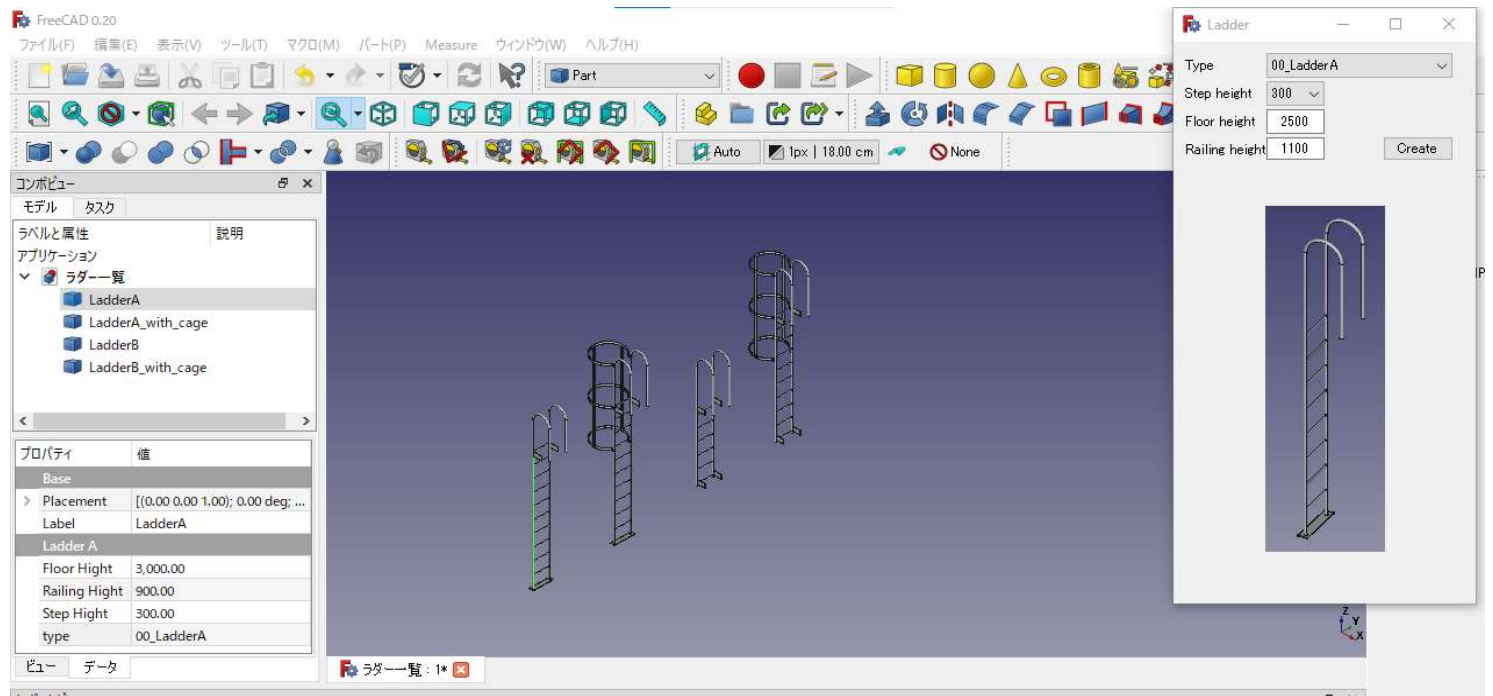 FreeCAD 0.20
ファイル(F) 編集(E) 表示(V) ツール(T) マクロ(M) パート(P) Measure ウィンドウ(W) ヘルプ(H)
Part
Auto 1px | 18.00 cm None
コンボビュー
モデル タスク
ラベルと属性 説明
アプリケーション
ラダー一覧
LadderA
LadderA_with_cage
LadderB
LadderB_with_cage
プロパティ 値
Base
Placement [(0.00 0.00 1.00); 0.00 deg; ...
Label LadderA
Ladder A
Floor Hight 3,000.00
Railing Hight 900.00
Step Hight 300.00
type 00_LadderA
ビュー データ
ラダー一覧 : 1*
Z
Y
X
Ladder
Type 00_LadderA
Step height 300
Floor height 2500
Railing height 1100 Create